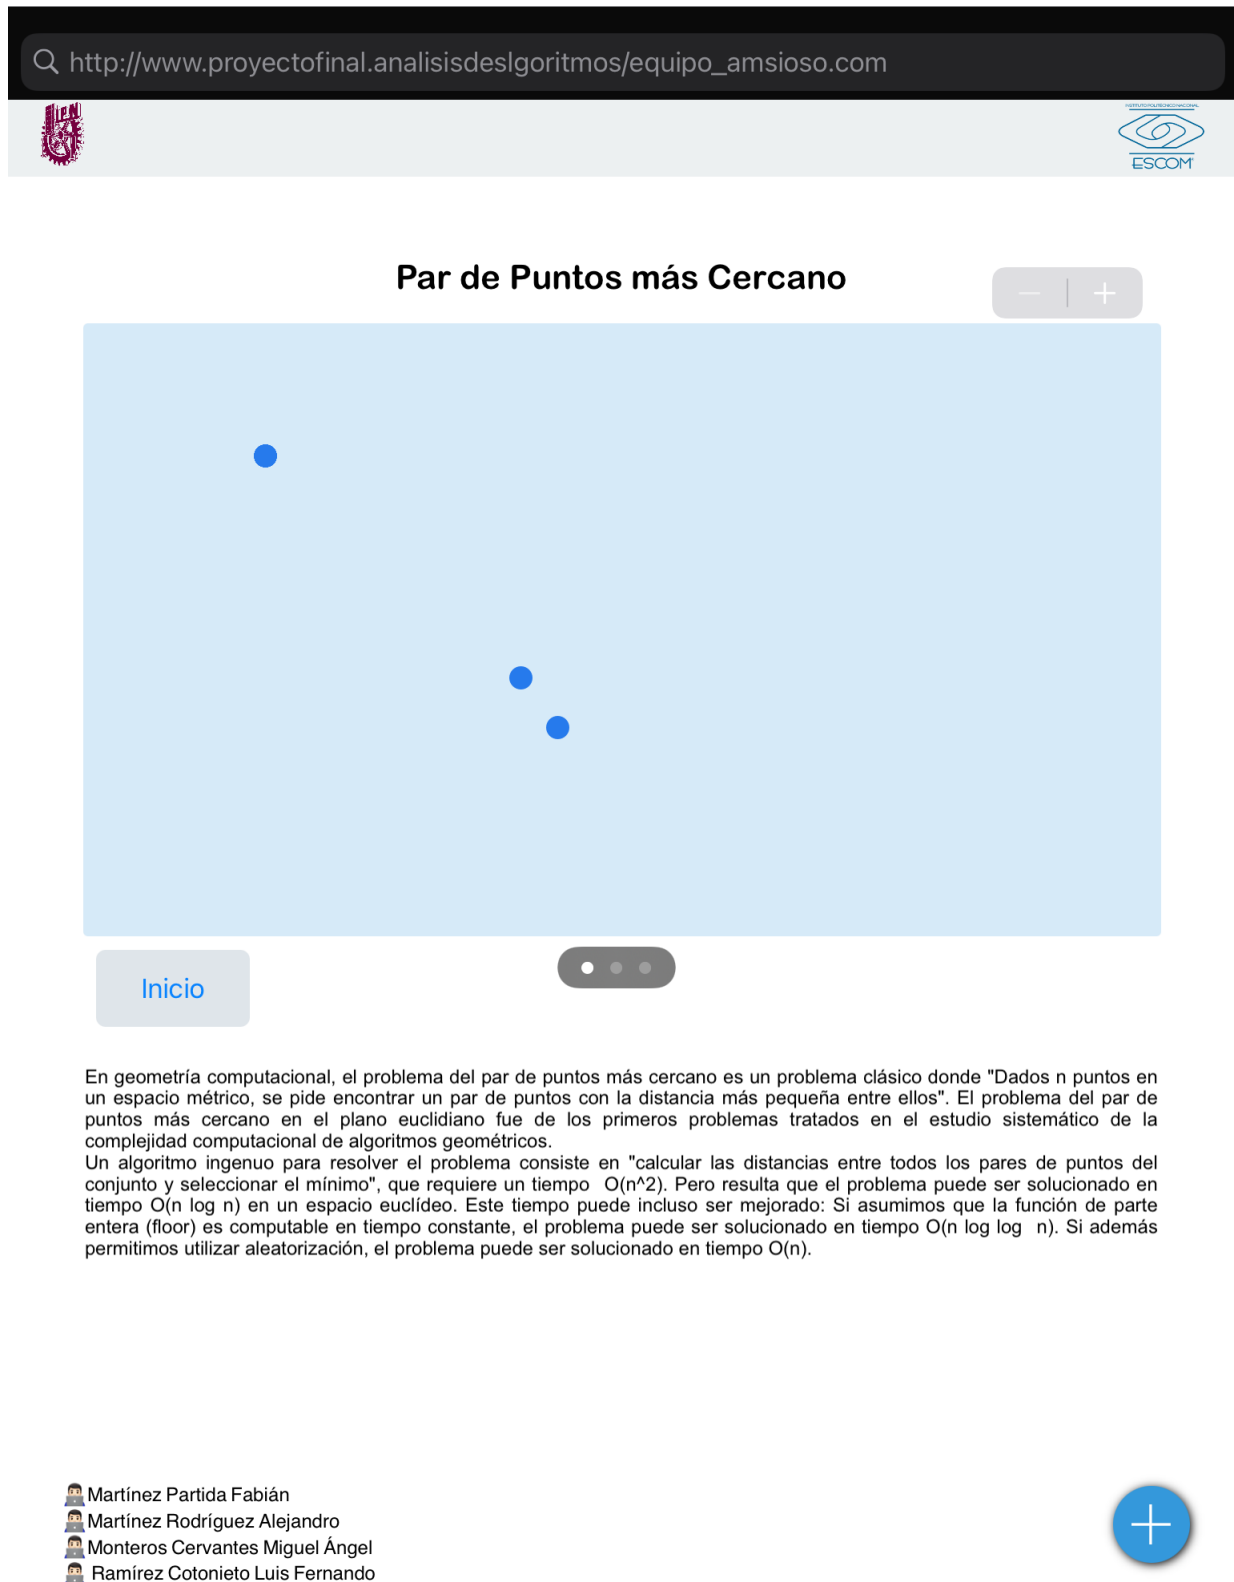 http://www.proyectofinal.analisisdeslgoritmos/equipo_amsioso.com
IPN
INSTITUTO POLITECNICO NACIONAL
ESCOM
Par de Puntos más Cercano
Inicio
En geometría computacional, el problema del par de puntos más cercano es un problema clásico donde "Dados n puntos en
un espacio métrico, se pide encontrar un par de puntos con la distancia más pequeña entre ellos". El problema del par de
puntos más cercano en el plano euclidiano fue de los primeros problemas tratados en el estudio sistemático de la
complejidad computacional de algoritmos geométricos.
Un algoritmo ingenuo para resolver el problema consiste en "calcular las distancias entre todos los pares de puntos del
conjunto y seleccionar el mínimo", que requiere un tiempo  O(n^2). Pero resulta que el problema puede ser solucionado en
tiempo O(n log n) en un espacio euclídeo. Este tiempo puede incluso ser mejorado: Si asumimos que la función de parte
entera (floor) es computable en tiempo constante, el problema puede ser solucionado en tiempo O(n log log  n). Si además
permitimos utilizar aleatorización, el problema puede ser solucionado en tiempo O(n).
Martínez Partida Fabián
Martínez Rodríguez Alejandro
Monteros Cervantes Miguel Ángel
Ramírez Cotonieto Luis Fernando